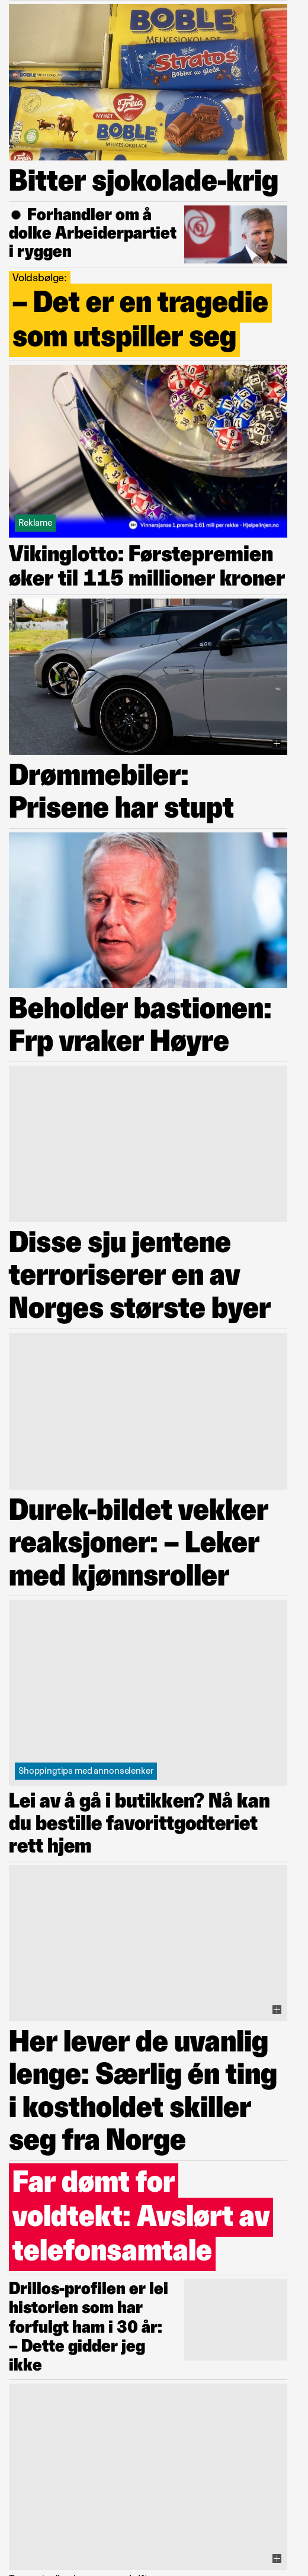 BOBLE
BOBLE
MELKESJOKOLADE
Stratos
Bobler av glede
Freia
NYHET
BOBLE
MELKESJOKOLADE
Bitter sjokolade-krig
● Forhandler om å
dolke Arbeiderpartiet
i ryggen
Voldsbølge:
– Det er en tragedie
som utspiller seg
Reklame
Vinnersjanse 1.premie 1:61 mill per rekke - Hjelpelinjen.no
Vikinglotto: Førstepremien
øker til 115 millioner kroner
Drømmebiler:
Prisene har stupt
Beholder bastionen:
Frp vraker Høyre
Disse sju jentene
terroriserer en av
Norges største byer
Durek-bildet vekker
reaksjoner: – Leker
med kjønnsroller
Shoppingtips med annonselenker
Lei av å gå i butikken? Nå kan
du bestille favorittgodteriet
rett hjem
Her lever de uvanlig
lenge: Særlig én ting
i kostholdet skiller
seg fra Norge
Far dømt for
voldtekt: Avslørt av
telefonsamtale
Drillos-profilen er lei
historien som har
forfulgt ham i 30 år:
– Dette gidder jeg
ikke